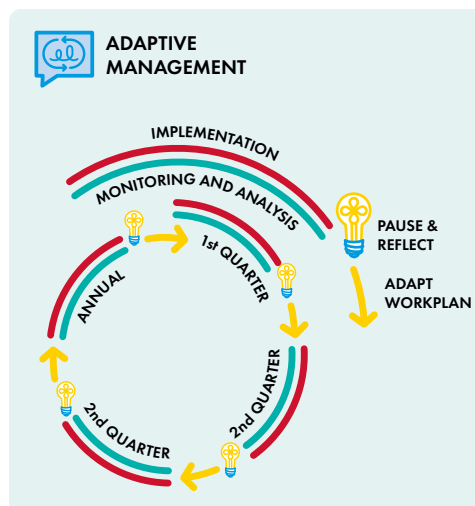 ADAPTIVE
MANAGEMENT
IMPLEMENTATION
MONITORING AND ANALYSIS
PAUSE &
REFLECT
ADAPT
WORKPLAN
1st QUARTER
2nd QUARTER
2nd QUARTER
ANNUAL